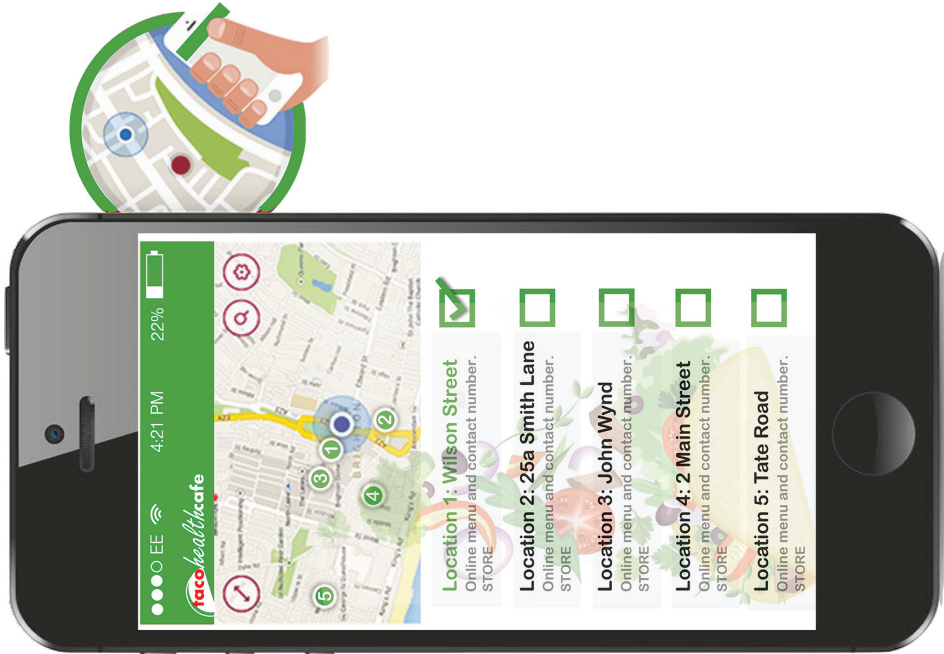 EE 4:21 PM 22%
tacohealthcafe
A23
1
2
3
4
5
Location 1: Wilson Street
Online menu and contact number.
STORE
Location 2: 25a Smith Lane
Online menu and contact number.
STORE
Location 3: John Wynd
Online menu and contact number.
STORE
Location 4: 2 Main Street
Online menu and contact number.
STORE
Location 5: Tate Road
Online menu and contact number.
STORE